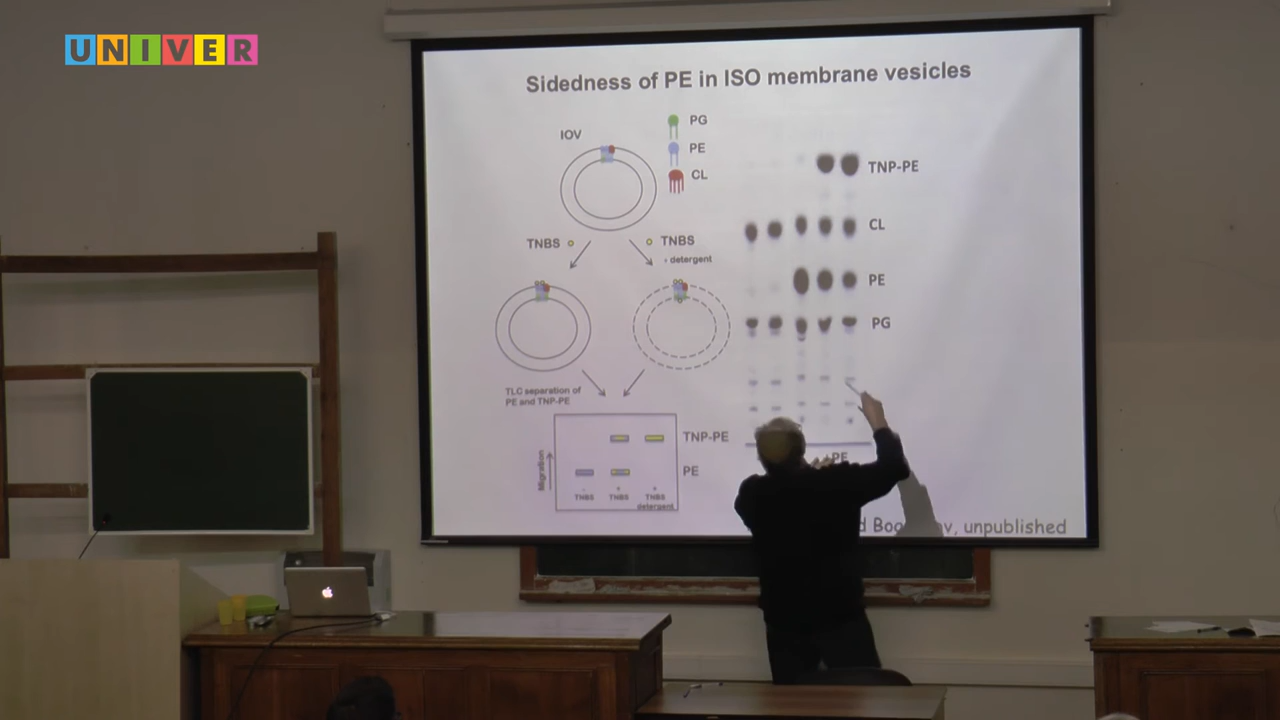 UNIVER
Sidedness of PE in ISO membrane vesicles
IOV
PG
PE
CL
TNBS
TNBS
+ detergent
TLC separation of
PE and TNP-PE
Migration
TNP-PE
PE
- + +
TNBS TNBS TNBS
detergent
TNP-PE
CL
PE
PG
+PE
, unpublished